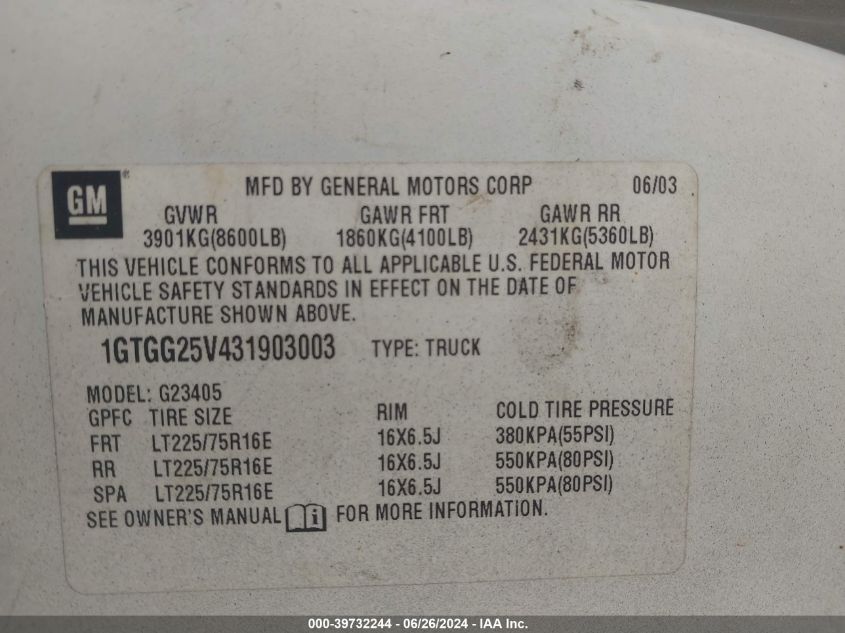 GM®
MFD BY GENERAL MOTORS CORP 06/03
GVWR GAWR FRT GAWR RR
3901KG(8600LB) 1860KG(4100LB) 2431KG(5360LB)
THIS VEHICLE CONFORMS TO ALL APPLICABLE U.S. FEDERAL MOTOR
VEHICLE SAFETY STANDARDS IN EFFECT ON THE DATE OF
MANUFACTURE SHOWN ABOVE.
1GTGG25V431903003 TYPE: TRUCK
MODEL: G23405
GPFC TIRE SIZE RIM COLD TIRE PRESSURE
FRT LT225/75R16E 16X6.5J 380KPA(55PSI)
RR LT225/75R16E 16X6.5J 550KPA(80PSI)
SPA LT225/75R16E 16X6.5J 550KPA(80PSI)
SEE OWNER'S MANUAL i FOR MORE INFORMATION.
000-39732244 - 06/26/2024 - IAA Inc.